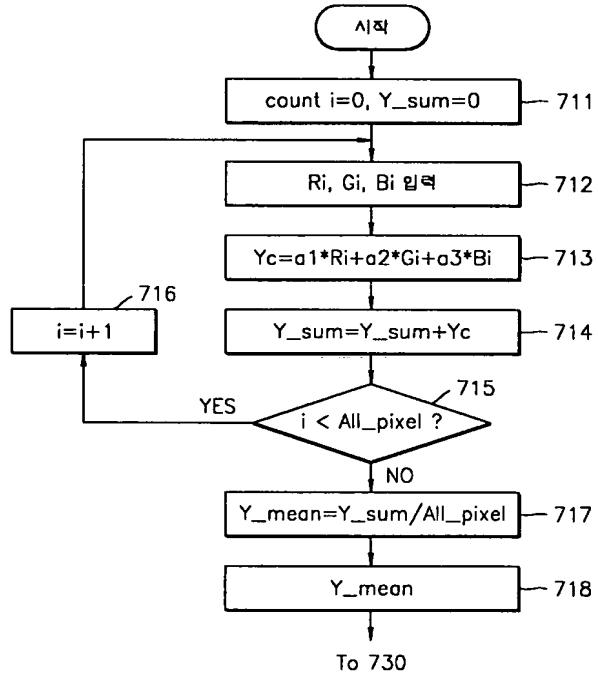 시작
count i=0, Y_sum=0
711
Ri, Gi, Bi 입력
712
Yc=a1*Ri+a2*Gi+a3*Bi
713
716
i=i+1
Y_sum=Y_sum+Yc
714
715
YES
i < All_pixel ?
NO
Y_mean=Y_sum/All_pixel
717
Y_mean
718
To 730